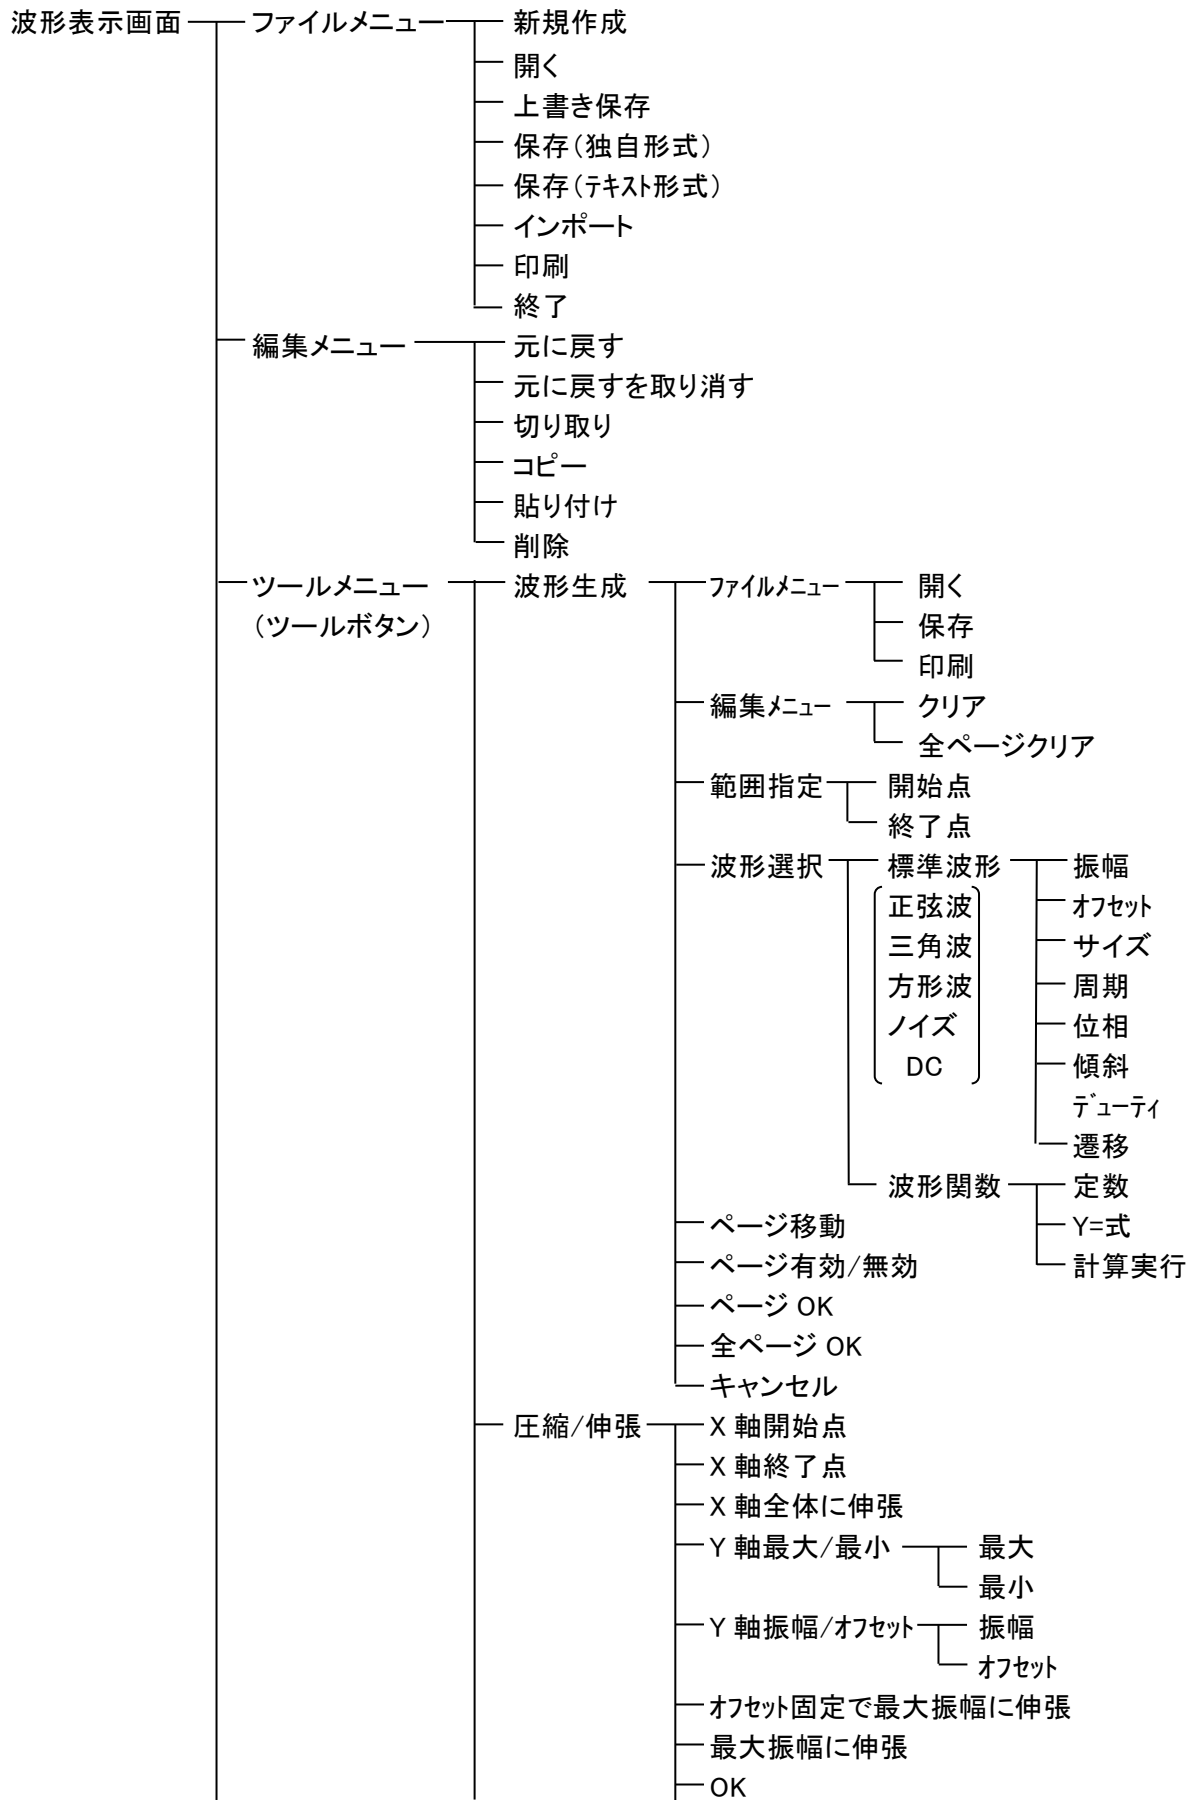 波形表示画面 ファイルメニュー 新規作成
開く
上書き保存
保存(独自形式)
保存(ﾃｷｽﾄ形式)
インポート
印刷
終了
編集メニュー 元に戻す
元に戻すを取り消す
切り取り
コピー
貼り付け
削除
ツールメニュー 波形生成 ﾌｧｲﾙﾒﾆｭｰ 開く
(ツールボタン) 保存
印刷
編集ﾒﾆｭｰ クリア
全ページクリア
範囲指定 開始点
終了点
波形選択 標準波形 振幅
正弦波 ｵﾌｾｯﾄ
三角波 サイズ
方形波 周期
ノイズ 位相
DC 傾斜
ﾃﾞｭｰﾃｨ
遷移
波形関数 定数
ページ移動 Y=式
ページ有効/無効 計算実行
ページ OK
全ページ OK
キャンセル
圧縮/伸張 X 軸開始点
X 軸終了点
X 軸全体に伸張
Y 軸最大/最小 最大
最小
Y 軸振幅/ｵﾌｾｯﾄ 振幅
ｵﾌｾｯﾄ
ｵﾌｾｯﾄ固定で最大振幅に伸張
最大振幅に伸張
OK